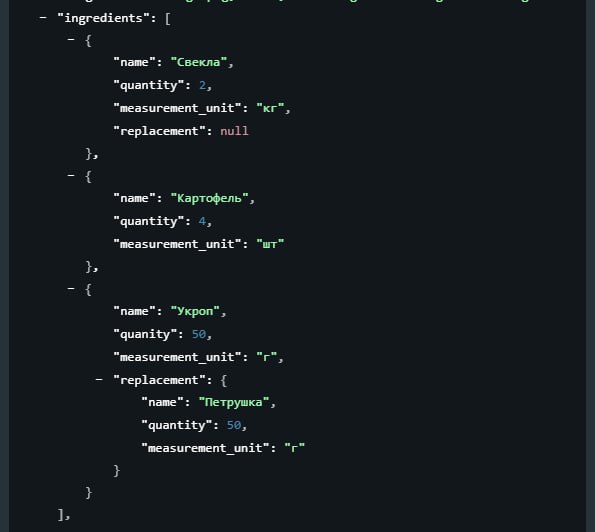 − "ingredients": [
− {
"name": "Свекла",
"quantity": 2,
"measurement_unit": "кг",
"replacement": null
},
− {
"name": "Картофель",
"quantity": 4,
"measurement_unit": "шт"
},
− {
"name": "Укроп",
"quanity": 50,
"measurement_unit": "г",
− "replacement": {
"name": "Петрушка",
"quantity": 50,
"measurement_unit": "г"
}
}
],